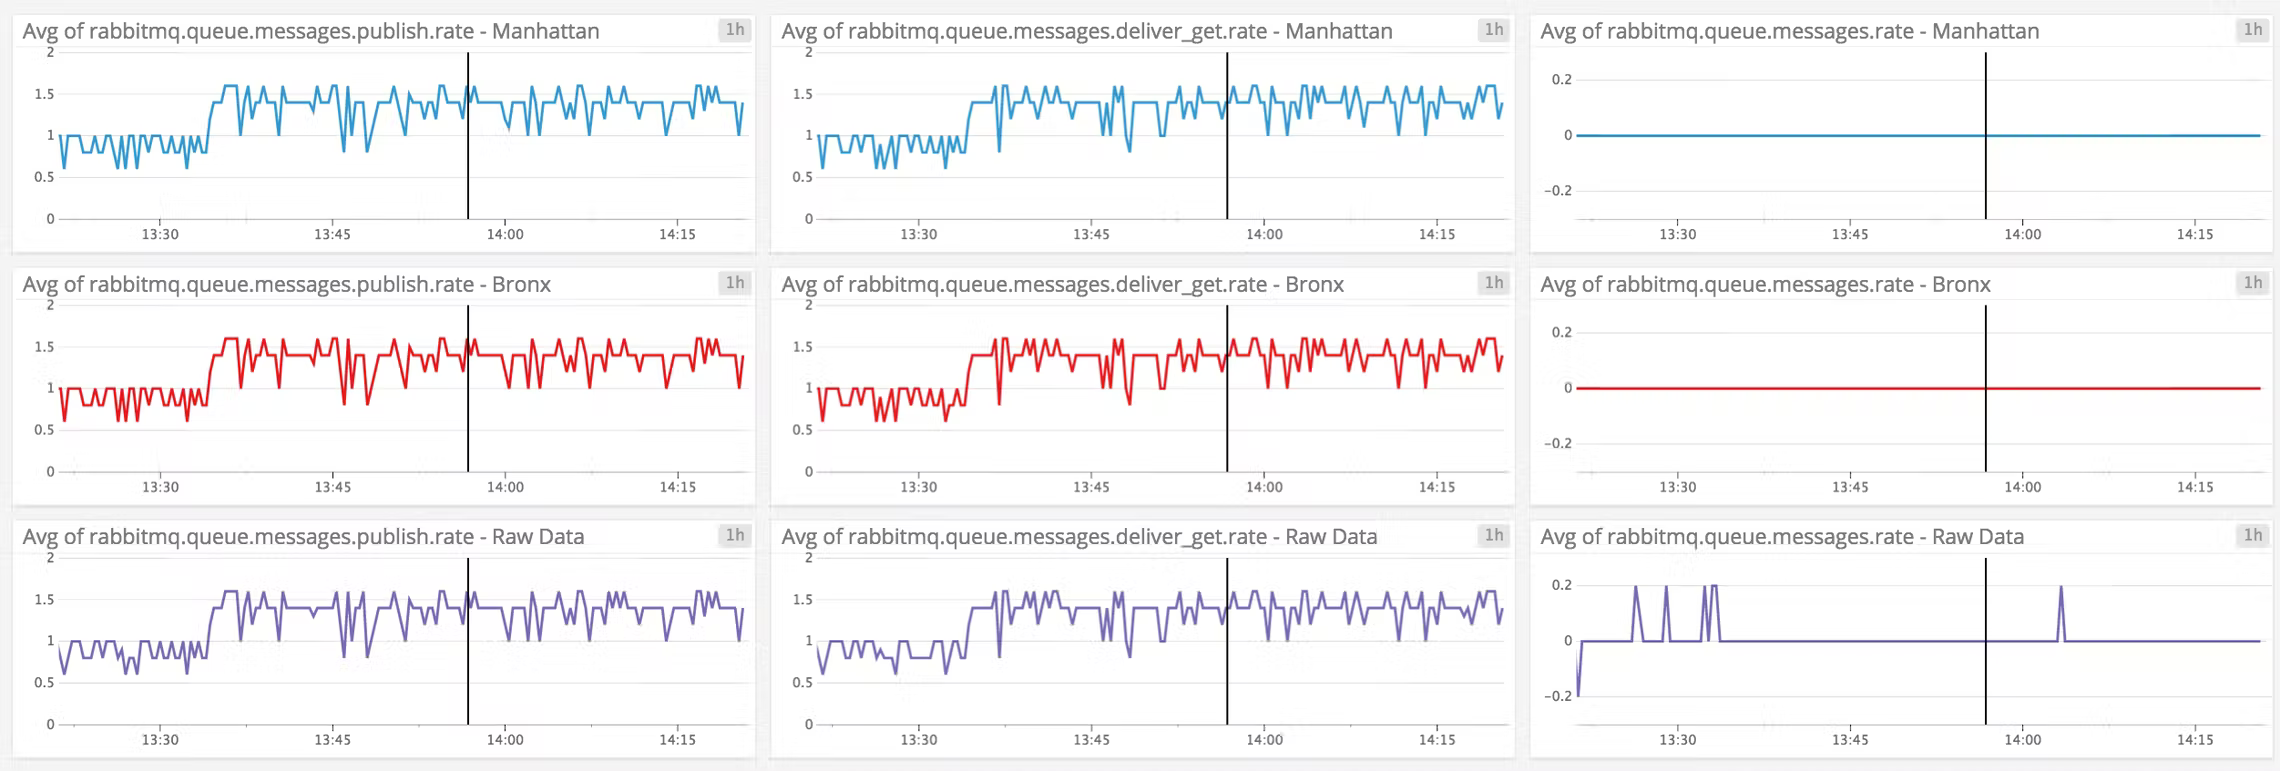 Avg of rabbitmq.queue.messages.publish.rate - Manhattan 1h
2
1.5
1
0.5
0
13:30 13:45 14:00 14:15
Avg of rabbitmq.queue.messages.deliver_get.rate - Manhattan 1h
2
1.5
1
0.5
0
13:30 13:45 14:00 14:15
Avg of rabbitmq.queue.messages.rate - Manhattan 1h
0.2
0
−0.2
13:30 13:45 14:00 14:15
Avg of rabbitmq.queue.messages.publish.rate - Bronx 1h
2
1.5
1
0.5
0
13:30 13:45 14:00 14:15
Avg of rabbitmq.queue.messages.deliver_get.rate - Bronx 1h
2
1.5
1
0.5
0
13:30 13:45 14:00 14:15
Avg of rabbitmq.queue.messages.rate - Bronx 1h
0.2
0
−0.2
13:30 13:45 14:00 14:15
Avg of rabbitmq.queue.messages.publish.rate - Raw Data 1h
2
1.5
1
0.5
0
13:30 13:45 14:00 14:15
Avg of rabbitmq.queue.messages.deliver_get.rate - Raw Data 1h
2
1.5
1
0.5
0
13:30 13:45 14:00 14:15
Avg of rabbitmq.queue.messages.rate - Raw Data 1h
0.2
0
−0.2
13:30 13:45 14:00 14:15